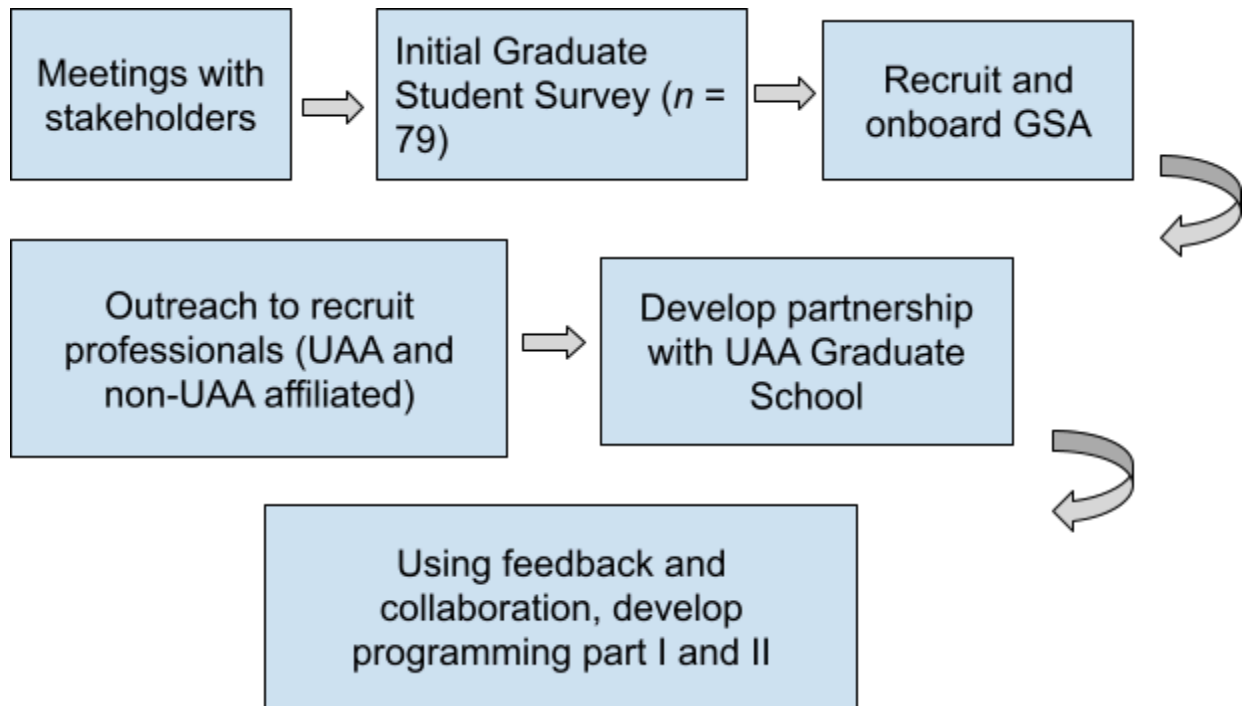 Meetings with
stakeholders
Initial Graduate
Student Survey (n =
79)
Recruit and
onboard GSA
Outreach to recruit
professionals (UAA and
non-UAA affiliated)
Develop partnership
with UAA Graduate
School
Using feedback and
collaboration, develop
programming part I and II